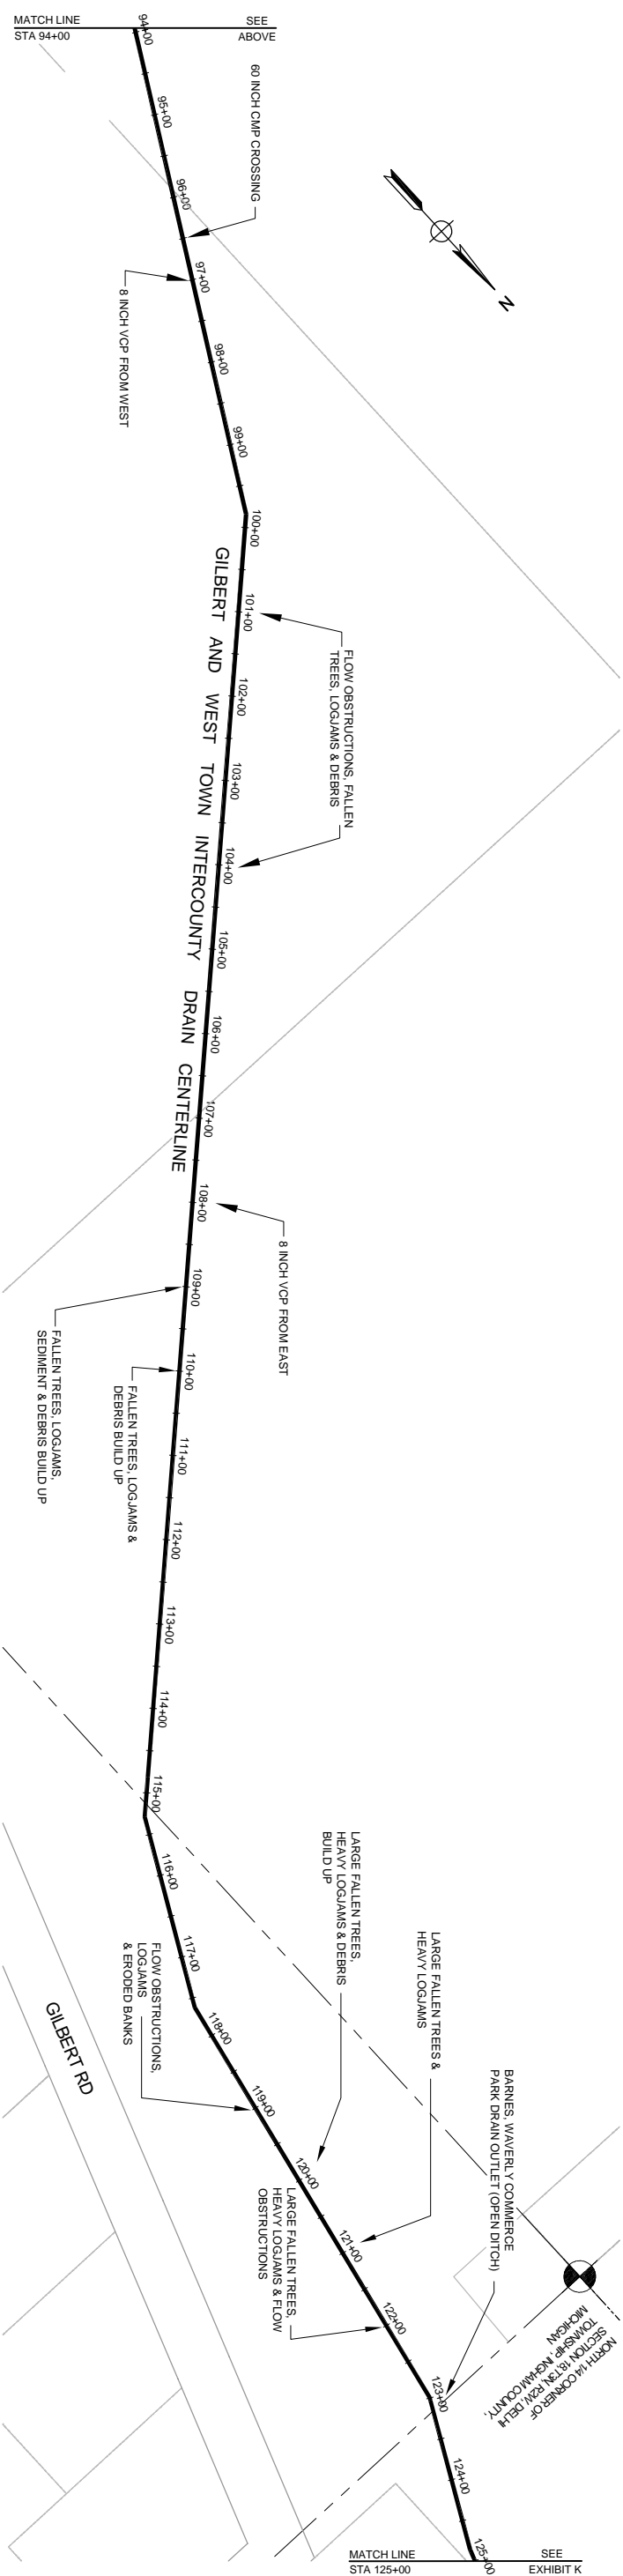 MATCH LINE
STA 94+00
SEE
ABOVE
94+00
95+00
60 INCH CMP CROSSING
96+00
97+00
8 INCH VCP FROM WEST
N
98+00
99+00
100+00
101+00
FLOW OBSTRUCTIONS, FALLEN
TREES, LOGJAMS & DEBRIS
102+00
103+00
104+00
105+00
106+00
107+00
GILBERT AND WEST TOWN INTERCOUNTY DRAIN CENTERLINE
108+00
8 INCH VCP FROM EAST
109+00
FALLEN TREES, LOGJAMS,
SEDIMENT & DEBRIS BUILD UP
110+00
FALLEN TREES, LOGJAMS &
DEBRIS BUILD UP
111+00
112+00
113+00
114+00
115+00
116+00
117+00
118+00
FLOW OBSTRUCTIONS,
LOGJAMS
& ERODED BANKS
GILBERT RD
119+00
LARGE FALLEN TREES,
HEAVY LOGJAMS & DEBRIS
BUILD UP
120+00
LARGE FALLEN TREES &
HEAVY LOGJAMS
121+00
LARGE FALLEN TREES,
HEAVY LOGJAMS & FLOW
OBSTRUCTIONS
122+00
BARNES, WAVERLY COMMERCE
PARK DRAIN OUTLET (OPEN DITCH)
123+00
NORTH 1/4 CORNER OF
SECTION 18,T3N, R2W, DELHI
TOWNSHIP, INGHAM COUNTY,
MICHIGAN
124+00
125+00
MATCH LINE
STA 125+00
SEE
EXHIBIT K